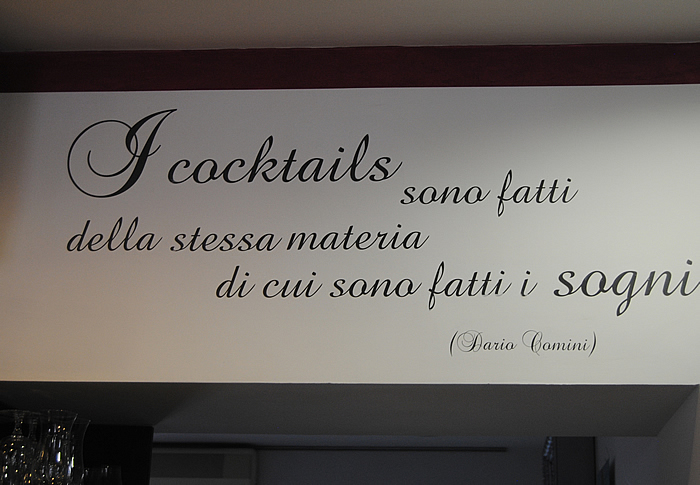 I cocktails sono fatti
della stessa materia
di cui sono fatti i sogni
(Dario Comini)